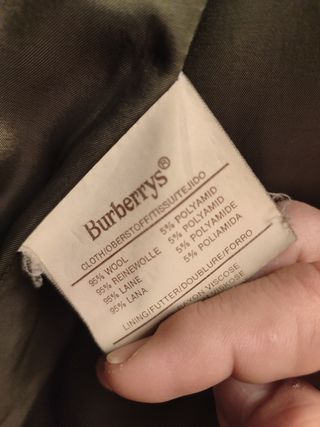 Burberrys®
CLOTH/OBERSTOFF/TISSU/TEJIDO
95% WOOL 5% POLYAMID
95% REINEWOLLE 5% POLYAMID
95% LAINE 5% POLYAMIDE
95% LANA 5% POLIAMIDA
LINING/FUTTER/DOUBLURE/FORRO
VISCOSE